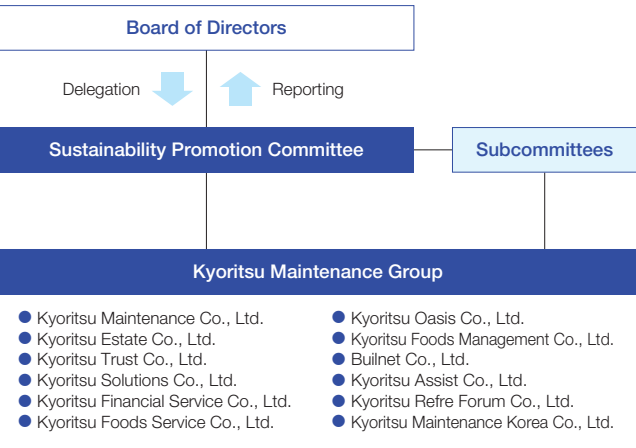 Board of Directors
Delegation
Reporting
Sustainability Promotion Committee
Subcommittees
Kyoritsu Maintenance Group
Kyoritsu Maintenance Co., Ltd.
Kyoritsu Estate Co., Ltd.
Kyoritsu Trust Co., Ltd.
Kyoritsu Solutions Co., Ltd.
Kyoritsu Financial Service Co., Ltd.
Kyoritsu Foods Service Co., Ltd.
Kyoritsu Oasis Co., Ltd.
Kyoritsu Foods Management Co., Ltd.
Builnet Co., Ltd.
Kyoritsu Assist Co., Ltd.
Kyoritsu Refre Forum Co., Ltd.
Kyoritsu Maintenance Korea Co., Ltd.